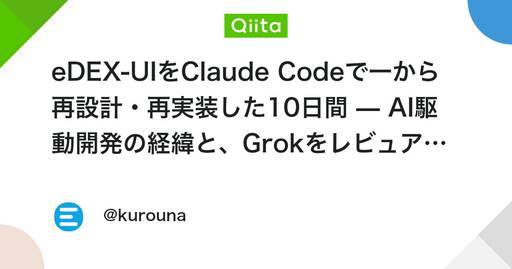 Qiita
eDEX-UIをClaude Codeで一から
再設計・再実装した10日間 — AI駆
動開発の経緯と、Grokをレビュア…
@kurouna